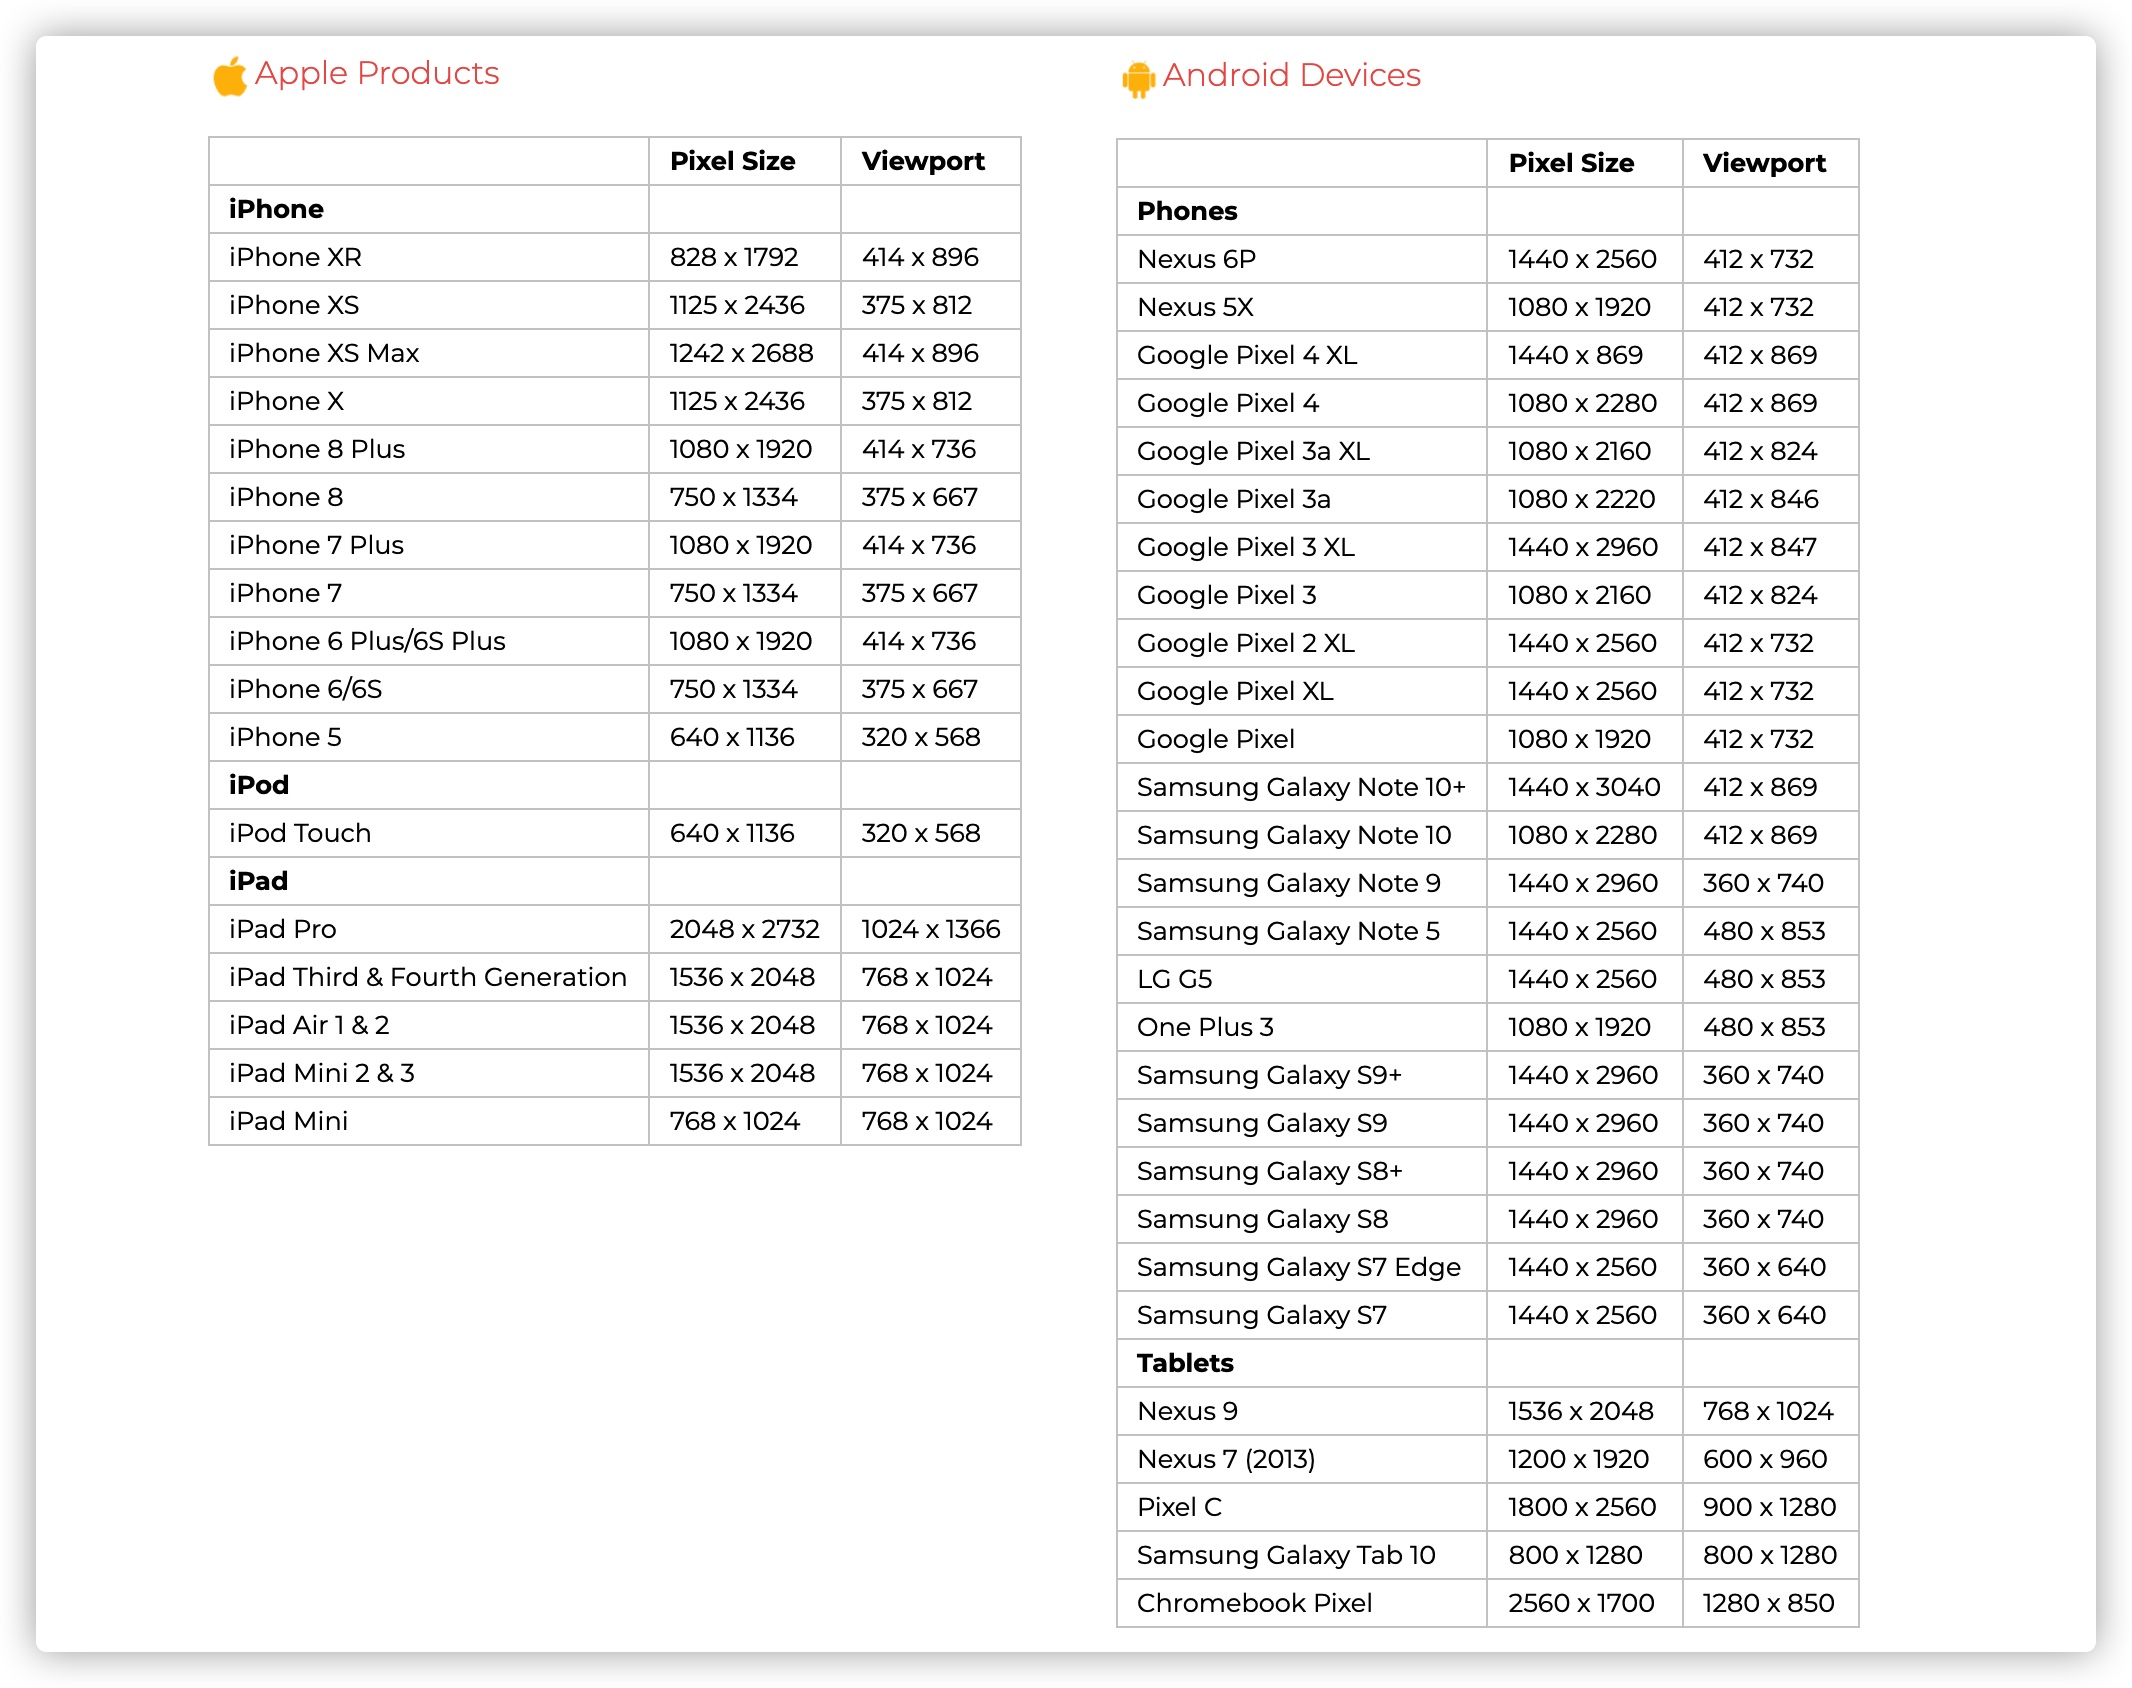 Apple Products
Pixel Size Viewport
iPhone
iPhone XR 828 x 1792 414 x 896
iPhone XS 1125 x 2436 375 x 812
iPhone XS Max 1242 x 2688 414 x 896
iPhone X 1125 x 2436 375 x 812
iPhone 8 Plus 1080 x 1920 414 x 736
iPhone 8 750 x 1334 375 x 667
iPhone 7 Plus 1080 x 1920 414 x 736
iPhone 7 750 x 1334 375 x 667
iPhone 6 Plus/6S Plus 1080 x 1920 414 x 736
iPhone 6/6S 750 x 1334 375 x 667
iPhone 5 640 x 1136 320 x 568
iPod
iPod Touch 640 x 1136 320 x 568
iPad
iPad Pro 2048 x 2732 1024 x 1366
iPad Third & Fourth Generation 1536 x 2048 768 x 1024
iPad Air 1 & 2 1536 x 2048 768 x 1024
iPad Mini 2 & 3 1536 x 2048 768 x 1024
iPad Mini 768 x 1024 768 x 1024
Android Devices
Pixel Size Viewport
Phones
Nexus 6P 1440 x 2560 412 x 732
Nexus 5X 1080 x 1920 412 x 732
Google Pixel 4 XL 1440 x 869 412 x 869
Google Pixel 4 1080 x 2280 412 x 869
Google Pixel 3a XL 1080 x 2160 412 x 824
Google Pixel 3a 1080 x 2220 412 x 846
Google Pixel 3 XL 1440 x 2960 412 x 847
Google Pixel 3 1080 x 2160 412 x 824
Google Pixel 2 XL 1440 x 2560 412 x 732
Google Pixel XL 1440 x 2560 412 x 732
Google Pixel 1080 x 1920 412 x 732
Samsung Galaxy Note 10+ 1440 x 3040 412 x 869
Samsung Galaxy Note 10 1080 x 2280 412 x 869
Samsung Galaxy Note 9 1440 x 2960 360 x 740
Samsung Galaxy Note 5 1440 x 2560 480 x 853
LG G5 1440 x 2560 480 x 853
One Plus 3 1080 x 1920 480 x 853
Samsung Galaxy S9+ 1440 x 2960 360 x 740
Samsung Galaxy S9 1440 x 2960 360 x 740
Samsung Galaxy S8+ 1440 x 2960 360 x 740
Samsung Galaxy S8 1440 x 2960 360 x 740
Samsung Galaxy S7 Edge 1440 x 2560 360 x 640
Samsung Galaxy S7 1440 x 2560 360 x 640
Tablets
Nexus 9 1536 x 2048 768 x 1024
Nexus 7 (2013) 1200 x 1920 600 x 960
Pixel C 1800 x 2560 900 x 1280
Samsung Galaxy Tab 10 800 x 1280 800 x 1280
Chromebook Pixel 2560 x 1700 1280 x 850